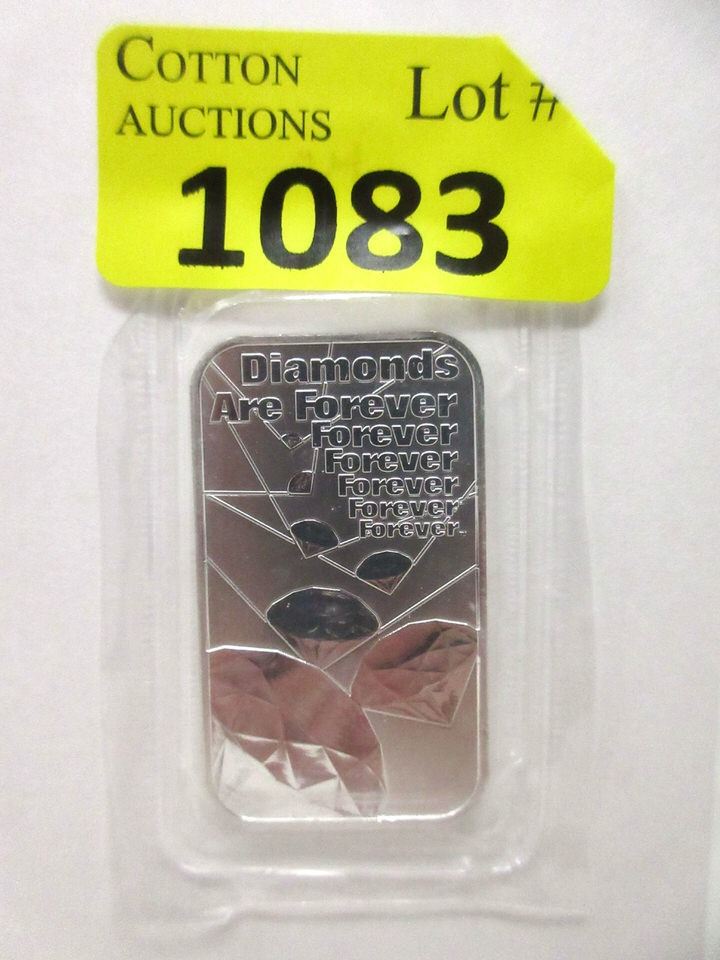 COTTON
AUCTIONS
Lot #
1083
Diamonds
Are Forever
Forever
Forever
Forever
Forever
Forever